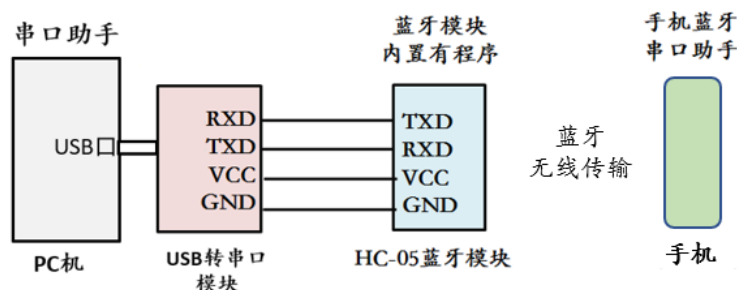 串口助手
USB口
PC机
RXD
TXD
VCC
GND
USB转串口
模块
蓝牙模块
内置有程序
TXD
RXD
VCC
GND
HC-05蓝牙模块
蓝牙
无线传输
手机蓝牙
串口助手
手机